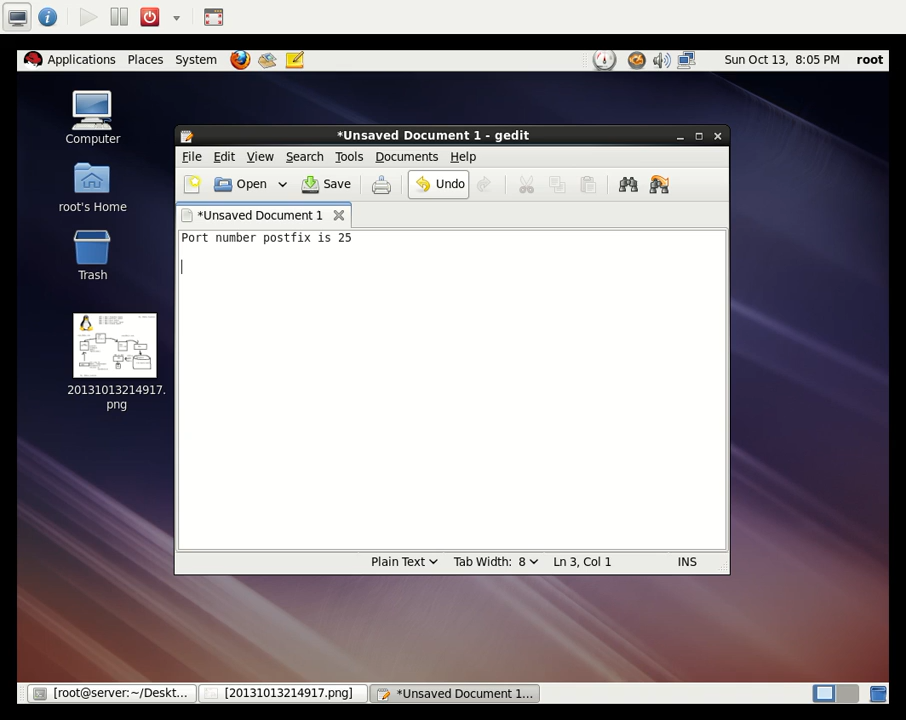 Applications Places System
Sun Oct 13, 8:05 PM root
Computer
root's Home
Trash
20131013214917.
png
*Unsaved Document 1 - gedit
File Edit View Search Tools Documents Help
Open Save Undo
*Unsaved Document 1
Port number postfix is 25
Plain Text Tab Width: 8 Ln 3, Col 1 INS
[root@server:~/Deskt... [20131013214917.png] *Unsaved Document 1...